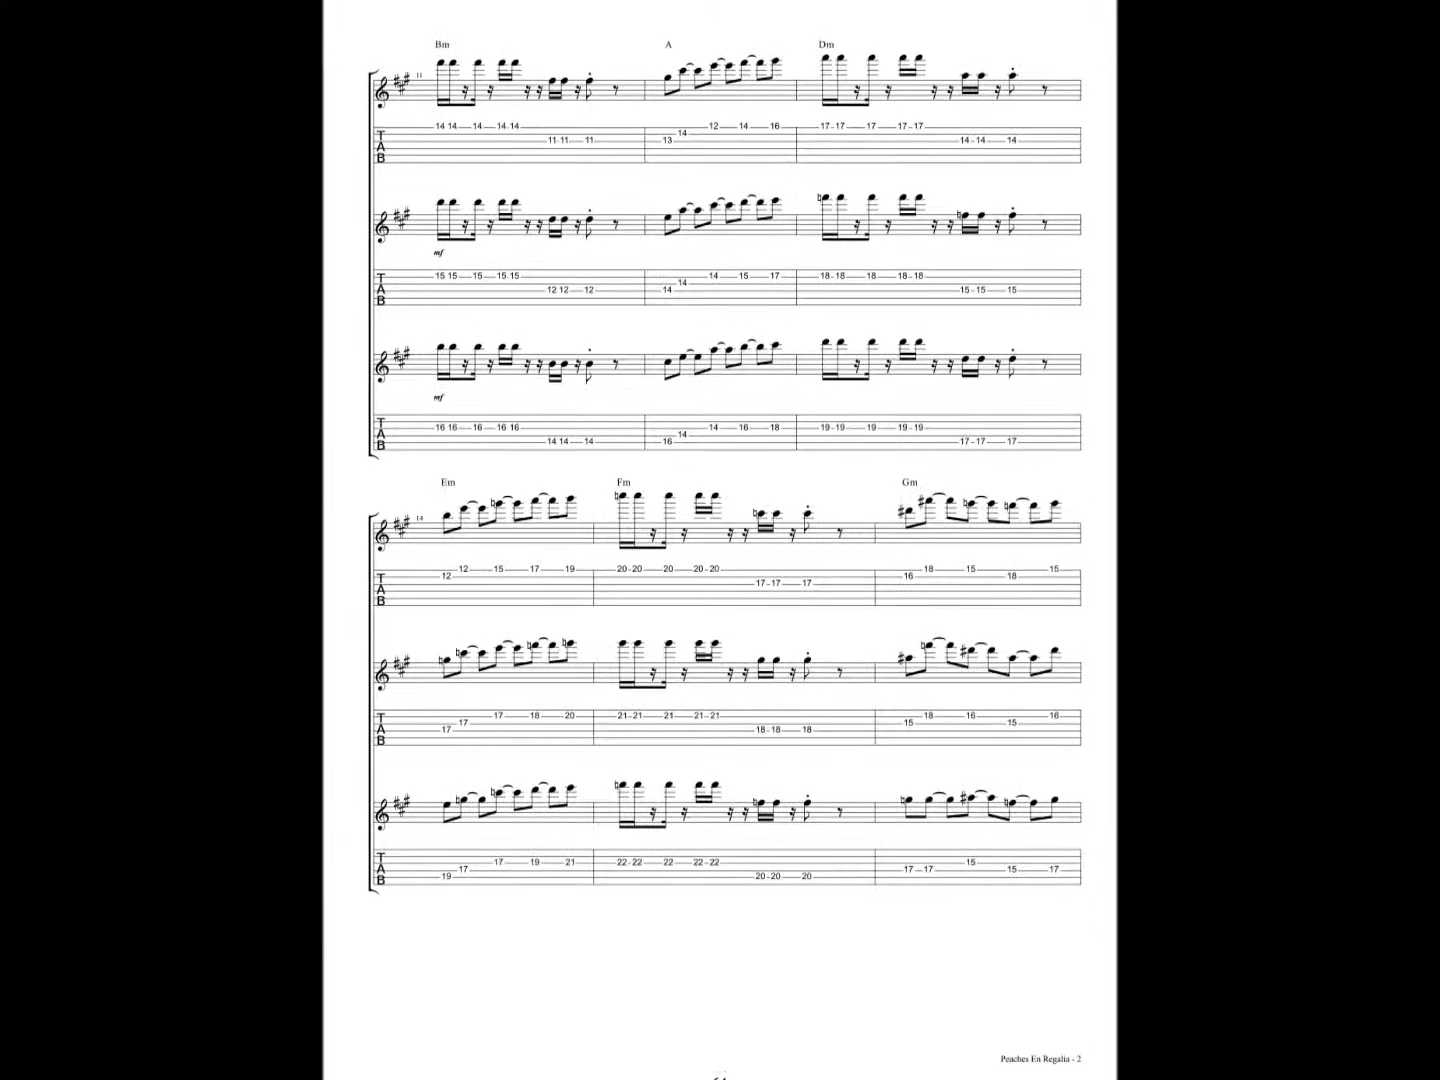 Bm A Dm
11
14 14 14 14 14 12 14 16 17 17 17 17 17
14
11 11 11 13 14 14 14
mf
15 15 15 15 15 14 15 17 18 18 18 18 18
14
12 12 12 14 15 15 15
mf
16 16 16 16 16 14 16 18 19 19 19 19 19
14
14 14 14 16 17 17 17
Em Fm Gm
14
12 15 17 19 20 20 20 20 20 18 15 15
12 16 18
17 17 17
17 18 20 21 21 21 21 21 18 16 16
17 15 15
17 18 18 18
17 19 21 22 22 22 22 22 15
17 17 17 15 17
19 20 20 20
Peaches En Regalia - 2